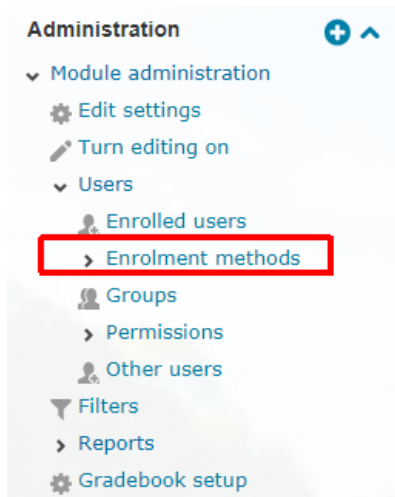 Administration
Module administration
Edit settings
Turn editing on
Users
Enrolled users
Enrolment methods
Groups
Permissions
Other users
Filters
Reports
Gradebook setup